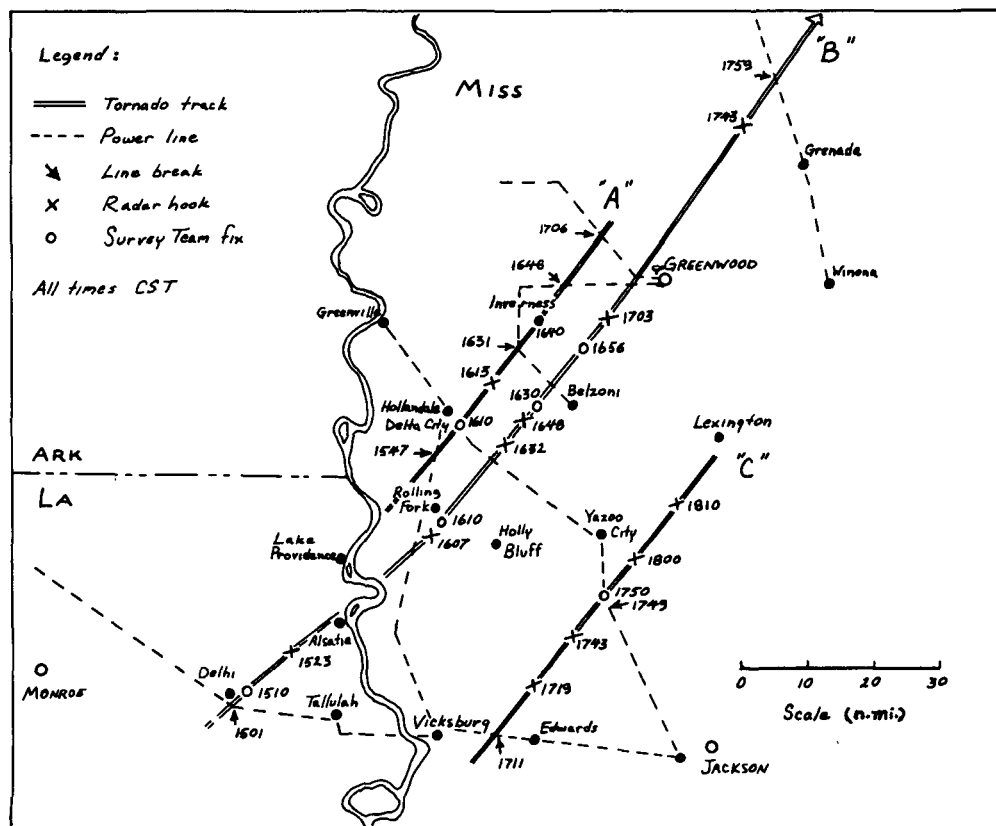 Legend :
Tornado track
Power line
Line break
Radar hook
Survey Team fix
All times CST
MISS
"B"
1759
1743
Grenada
"A"
1706
1648
GREENWOOD
Winona
Greenville
Inverness
1640
1703
1631
1656
1613
1630
Belzoni
Hollandale
Delta City
1610
1648
1547
1632
Lexington
ARK
LA
"C"
Rolling
Fork
1610
1607
Holly
Bluff
Yazoo
City
1810
1800
Lake
Providence
1750
1749
Alsatia
1523
1743
Delhi
MONROE
1510
Tallulah
1719
1501
Vicksburg
Edwards
1711
JACKSON
0 10 20 30
Scale (n.mi.)